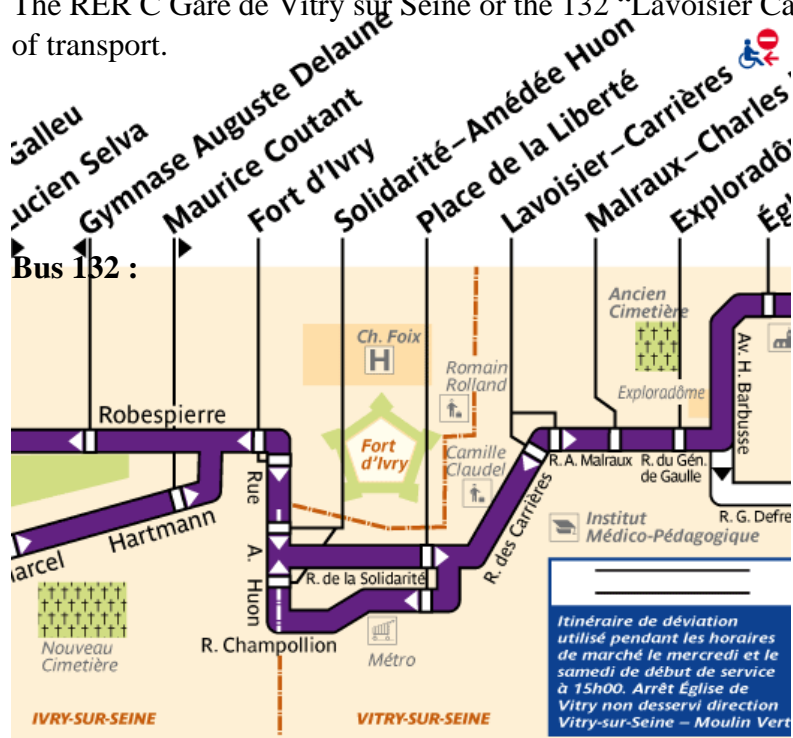 The RER C Gare de Vitry sur Seine or the 132 “Lavoisier Ca
of transport.
Galleu
Lucien Selva
Gymnase Auguste Delaune
Maurice Coutant
Fort d'Ivry
Solidarité–Amédée Huon
Place de la Liberté
Lavoisier–Carrières
Malraux–Charles
Exploradô
Égl
Bus 132 :
Ancien
Cimetière
Ch. Foix
H
Romain
Rolland
Exploradôme
Av. H. Barbusse
Robespierre
Fort
d'Ivry
Camille
Claudel
R. A. Malraux
R. du Gén.
de Gaulle
Rue A. Huon
R. des Carrières
Hartmann
arcel
Institut
Médico-Pédagogique
R. G. Defre
R. de la Solidarité
Nouveau
Cimetière
R. Champollion
Métro
IVRY-SUR-SEINE
VITRY-SUR-SEINE
Itinéraire de déviation
utilisé pendant les horaires
de marché le mercredi et le
samedi de début de service
à 15h00. Arrêt Église de
Vitry non desservi direction
Vitry-sur-Seine – Moulin Vert